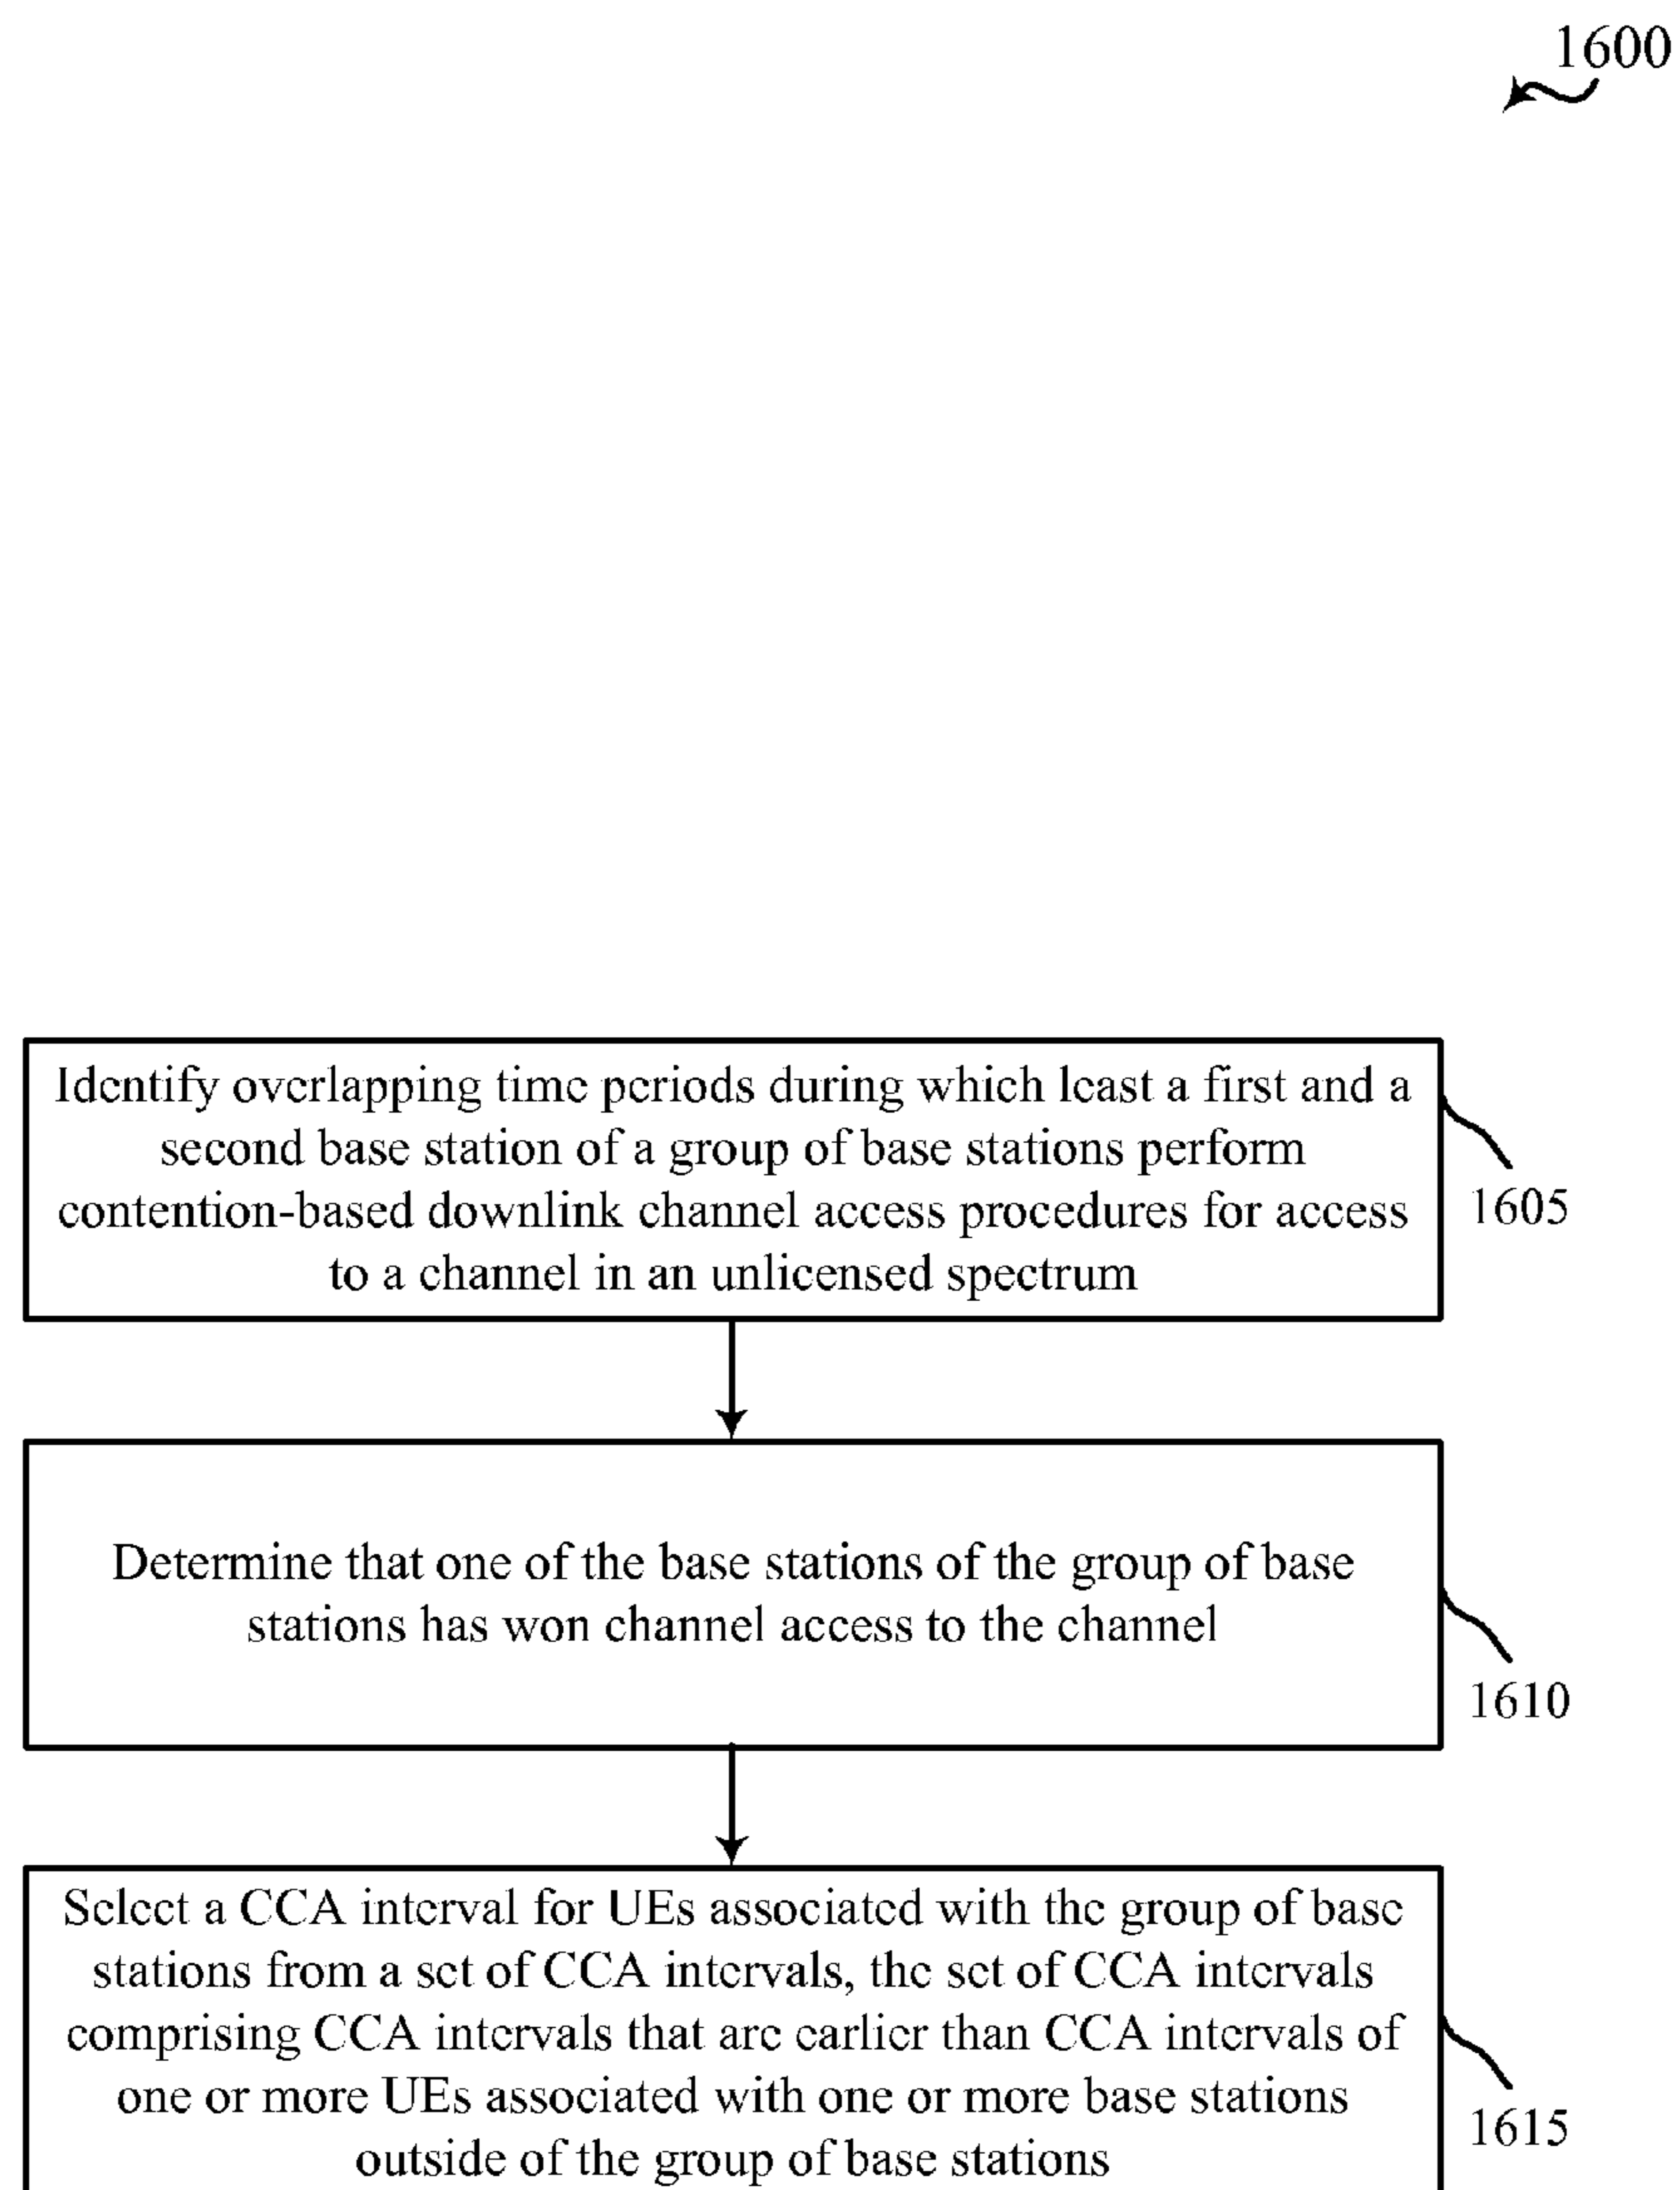 1600
Identify overlapping time periods during which least a first and a
second base station of a group of base stations perform
contention-based downlink channel access procedures for access
to a channel in an unlicensed spectrum
1605
Determine that one of the base stations of the group of base
stations has won channel access to the channel
1610
Select a CCA interval for UEs associated with the group of base
stations from a set of CCA intervals, the set of CCA intervals
comprising CCA intervals that are earlier than CCA intervals of
one or more UEs associated with one or more base stations
outside of the group of base stations
1615